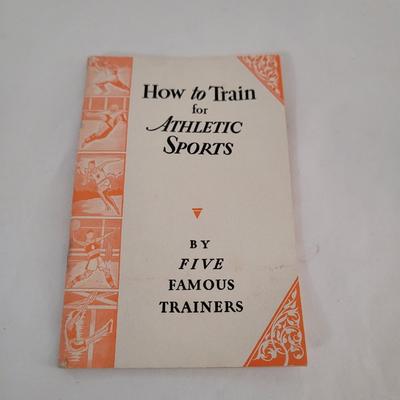 How to Train
for
ATHLETIC
SPORTS
BY
FIVE
FAMOUS
TRAINERS